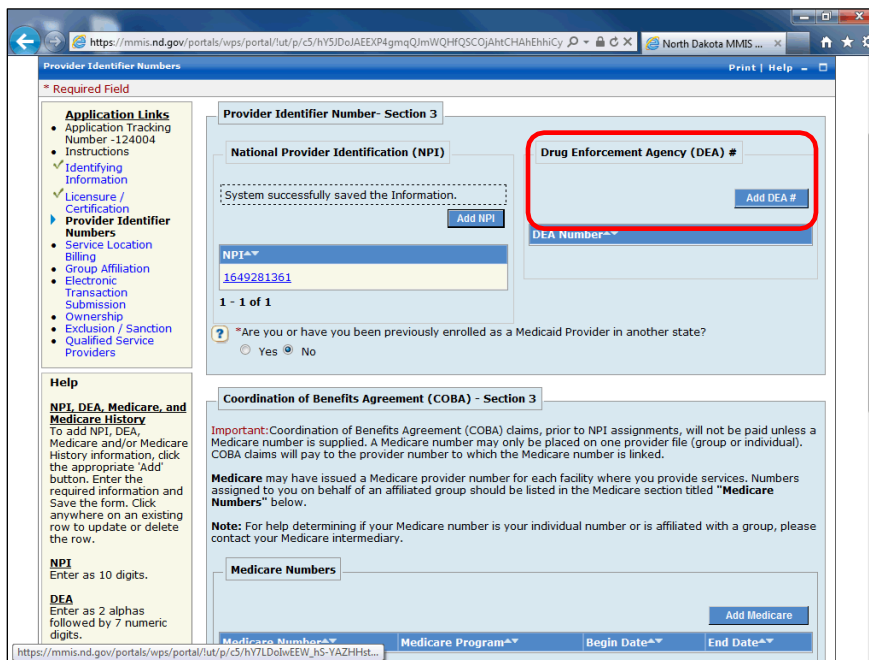 https://mmis.nd.gov/portals/wps/portal/!ut/p/c5/hY5JDoJAEEXP4gmqQJmWQHfQSCOjAhtCHAhEhhiCy
North Dakota MMIS ...
Provider Identifier Numbers
Print | Help
* Required Field
Application Links
Application Tracking
Number -124004
Instructions
Identifying
Information
Licensure /
Certification
Provider Identifier
Numbers
Service Location
Billing
Group Affiliation
Electronic
Transaction
Submission
Ownership
Exclusion / Sanction
Qualified Service
Providers
Help
NPI, DEA, Medicare, and
Medicare History
To add NPI, DEA,
Medicare and/or Medicare
History information, click
the appropriate 'Add'
button. Enter the
required information and
Save the form. Click
anywhere on an existing
row to update or delete
the row.
NPI
Enter as 10 digits.
DEA
Enter as 2 alphas
followed by 7 numeric
digits.
Provider Identifier Number- Section 3
National Provider Identification (NPI)
System successfully saved the Information.
Add NPI
NPI
1649281361
1 - 1 of 1
Drug Enforcement Agency (DEA) #
Add DEA #
DEA Number
*Are you or have you been previously enrolled as a Medicaid Provider in another state?
Yes No
Coordination of Benefits Agreement (COBA) - Section 3
Important:Coordination of Benefits Agreement (COBA) claims, prior to NPI assignments, will not be paid unless a
Medicare number is supplied. A Medicare number may only be placed on one provider file (group or individual).
COBA claims will pay to the provider number to which the Medicare number is linked.
Medicare may have issued a Medicare provider number for each facility where you provide services. Numbers
assigned to you on behalf of an affiliated group should be listed in the Medicare section titled "Medicare
Numbers" below.
Note: For help determining if your Medicare number is your individual number or is affiliated with a group, please
contact your Medicare intermediary.
Medicare Numbers
Add Medicare
Medicare Number Medicare Program Begin Date End Date
https://mmis.nd.gov/portals/wps/portal/!ut/p/c5/hY7LDoIwEEW_hS-YAZHHst...